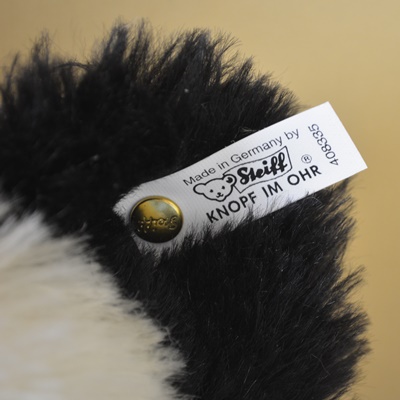 Made in Germany by
Steiff ®
KNOPF IM OHR
408335
Steiff